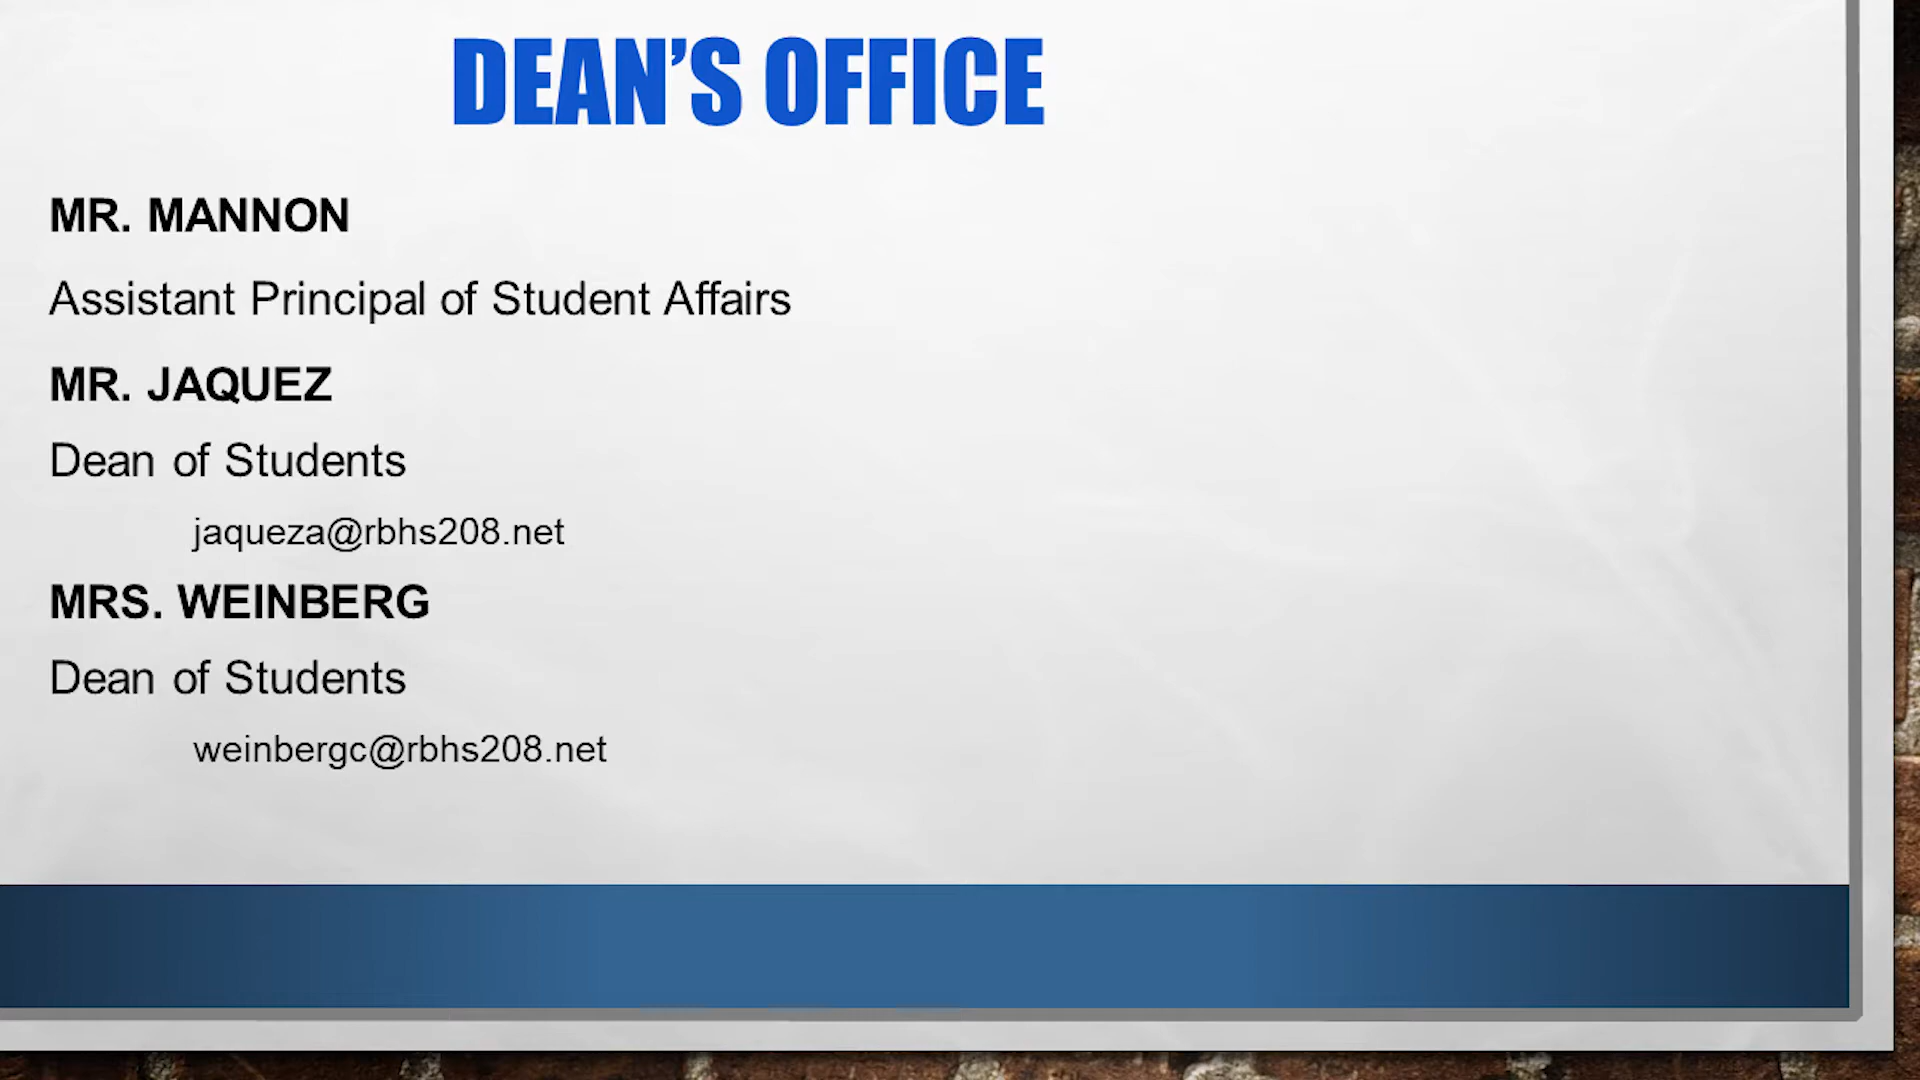 DEAN’S OFFICE
MR. MANNON
Assistant Principal of Student Affairs
MR. JAQUEZ
Dean of Students
jaqueza@rbhs208.net
MRS. WEINBERG
Dean of Students
weinbergc@rbhs208.net